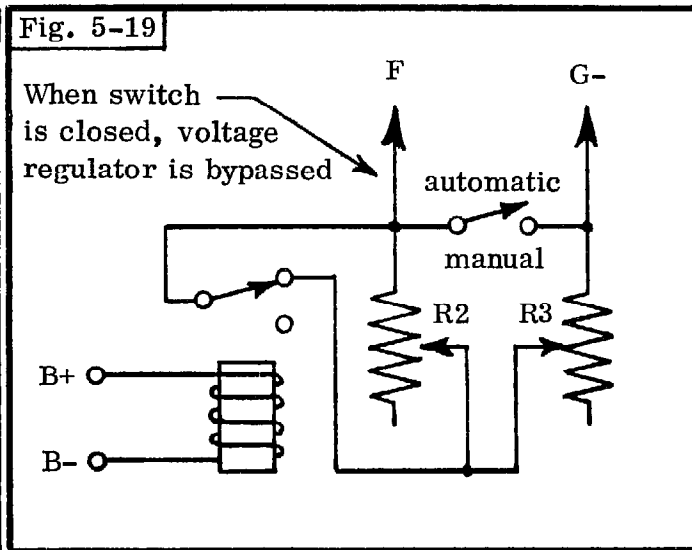 Fig. 5-19
F
G-
When switch
is closed, voltage
regulator is bypassed
automatic
manual
R2
R3
B+
B-